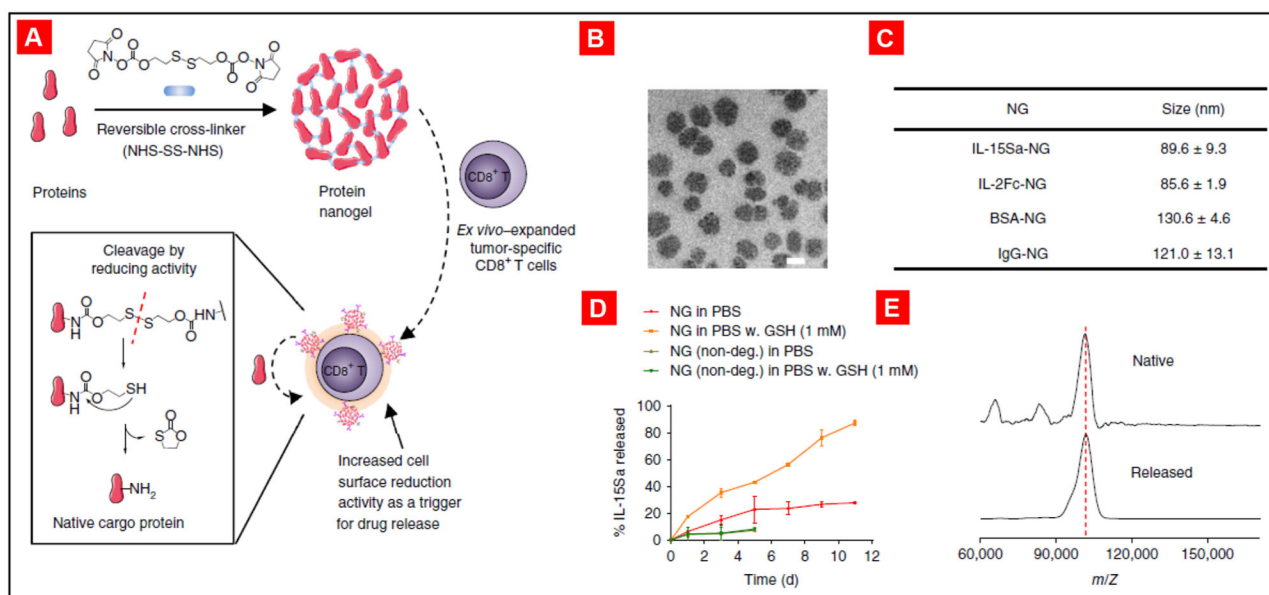 A
O
O
N
O
O
O
S
S
O
O
O
N
O
O
Reversible cross-linker
(NHS-SS-NHS)
Proteins
Protein
nanogel
CD8+ T
Ex vivo–expanded
tumor-specific
CD8+ T cells
Cleavage by
reducing activity
O
N
H
O
S
S
O
O
HN
O
N
H
O
SH
O
S
O
NH2
Native cargo protein
CD8+ T
Increased cell
surface reduction
activity as a trigger
for drug release
B
C
NG Size (nm)
IL-15Sa-NG 89.6 ± 9.3
IL-2Fc-NG 85.6 ± 1.9
BSA-NG 130.6 ± 4.6
IgG-NG 121.0 ± 13.1
D
NG in PBS
NG in PBS w. GSH (1 mM)
NG (non-deg.) in PBS
NG (non-deg.) in PBS w. GSH (1 mM)
% IL-15Sa released
100
80
60
40
20
0
0 2 4 6 8 10 12
Time (d)
E
Native
Released
60,000 90,000 120,000 150,000
m/Z